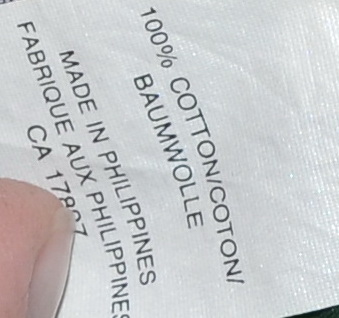 100% COTTON/COTON/
BAUMWOLLE
MADE IN PHILIPPINES
FABRIQUE AUX PHILIPPINES
CA